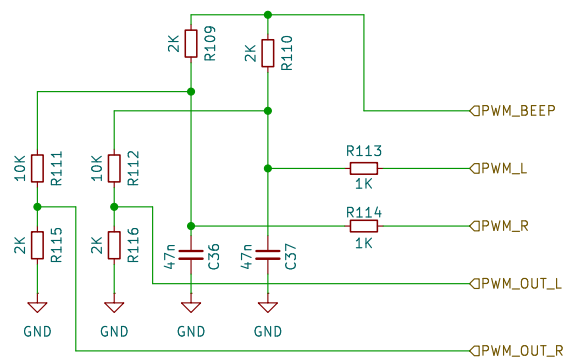 2K
R109
2K
R110
PWM_BEEP
R113
1K
PWM_L
10K
R111
10K
R112
R114
1K
PWM_R
2K
R115
2K
R116
47n
C36
47n
C37
PWM_OUT_L
GND
GND
GND
GND
PWM_OUT_R